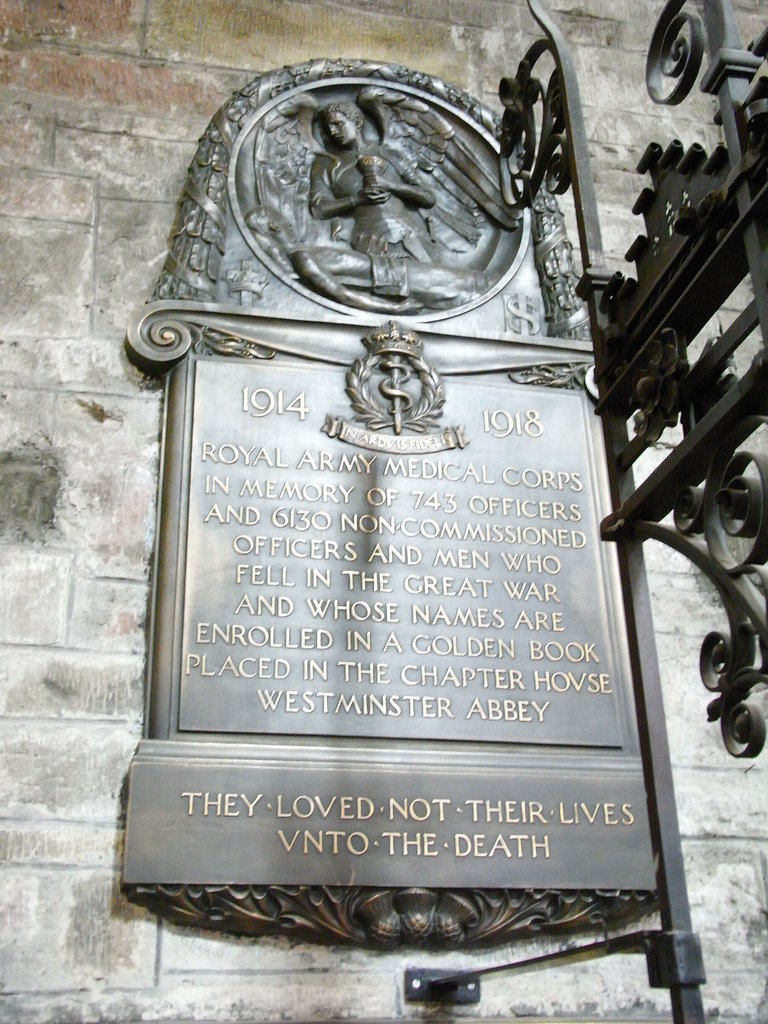 1914
1918
IN ARDVIS FIDELIS
ROYAL ARMY MEDICAL CORPS
IN MEMORY OF 743 OFFICERS
AND 6130 NON-COMMISSIONED
OFFICERS AND MEN WHO
FELL IN THE GREAT WAR
AND WHOSE NAMES ARE
ENROLLED IN A GOLDEN BOOK
PLACED IN THE CHAPTER HOVSE
WESTMINSTER ABBEY
THEY·LOVED·NOT·THEIR·LIVES
VNTO·THE·DEATH